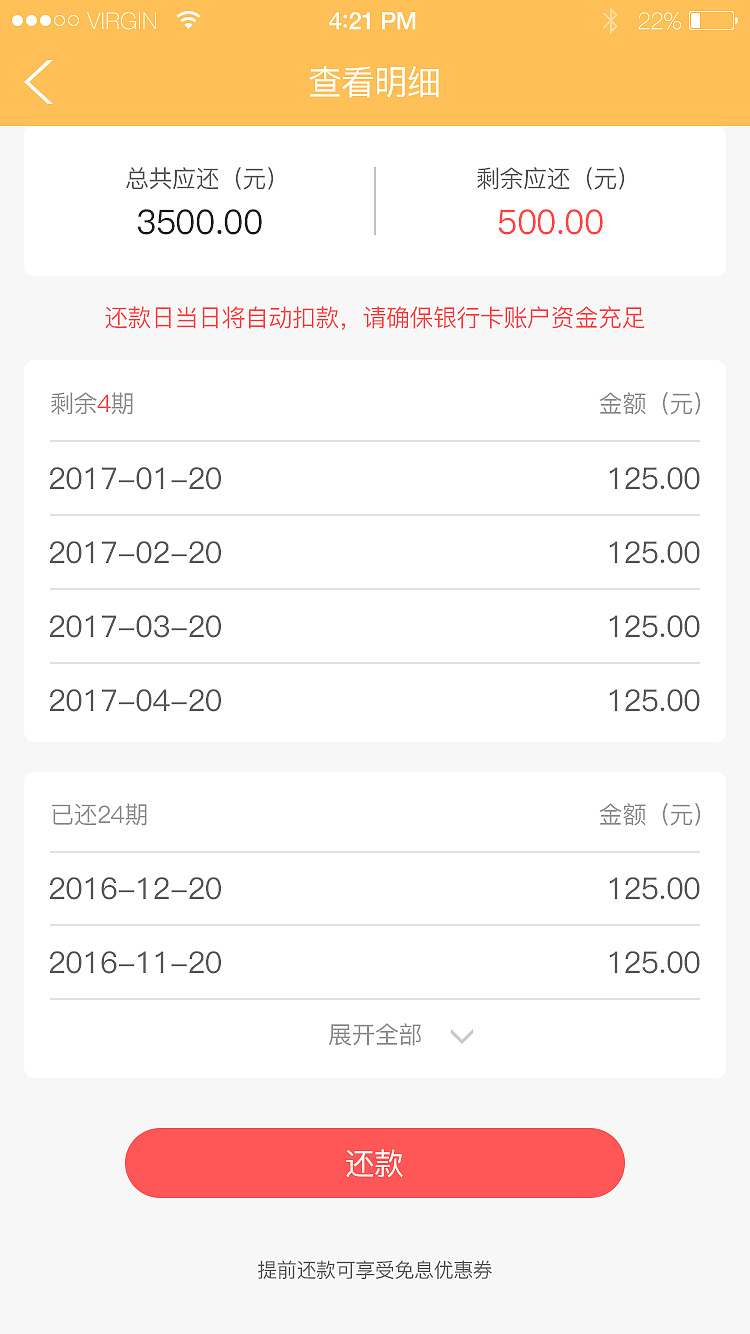 VIRGIN 4:21 PM 22%
查看明细
总共应还（元） 剩余应还（元）
3500.00 500.00
还款日当日将自动扣款，请确保银行卡账户资金充足
剩余4期 金额（元）
2017-01-20 125.00
2017-02-20 125.00
2017-03-20 125.00
2017-04-20 125.00
已还24期 金额（元）
2016-12-20 125.00
2016-11-20 125.00
展开全部
还款
提前还款可享受免息优惠券